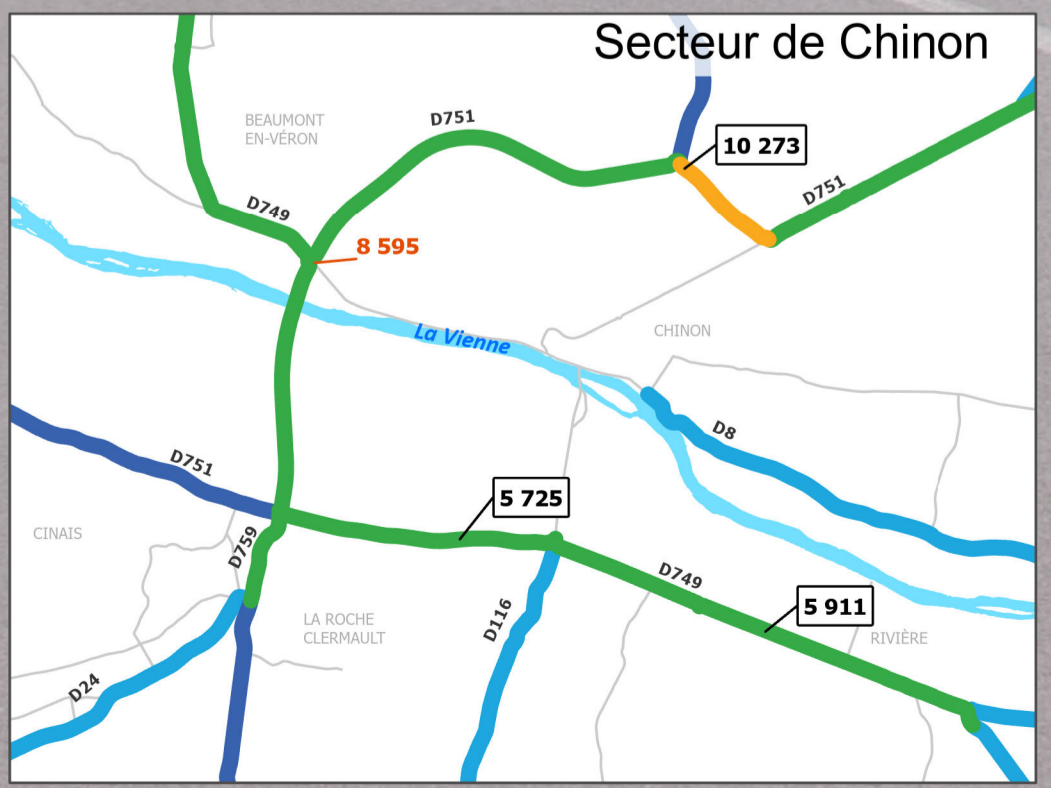 Secteur de Chinon
BEAUMONT
EN-VÉRON
D751
10 273
D751
D749
8 595
La Vienne
CHINON
D8
D751
5 725
CINAIS
D759
D749
5 911
D116
LA ROCHE
CLERMAULT
RIVIÈRE
D24